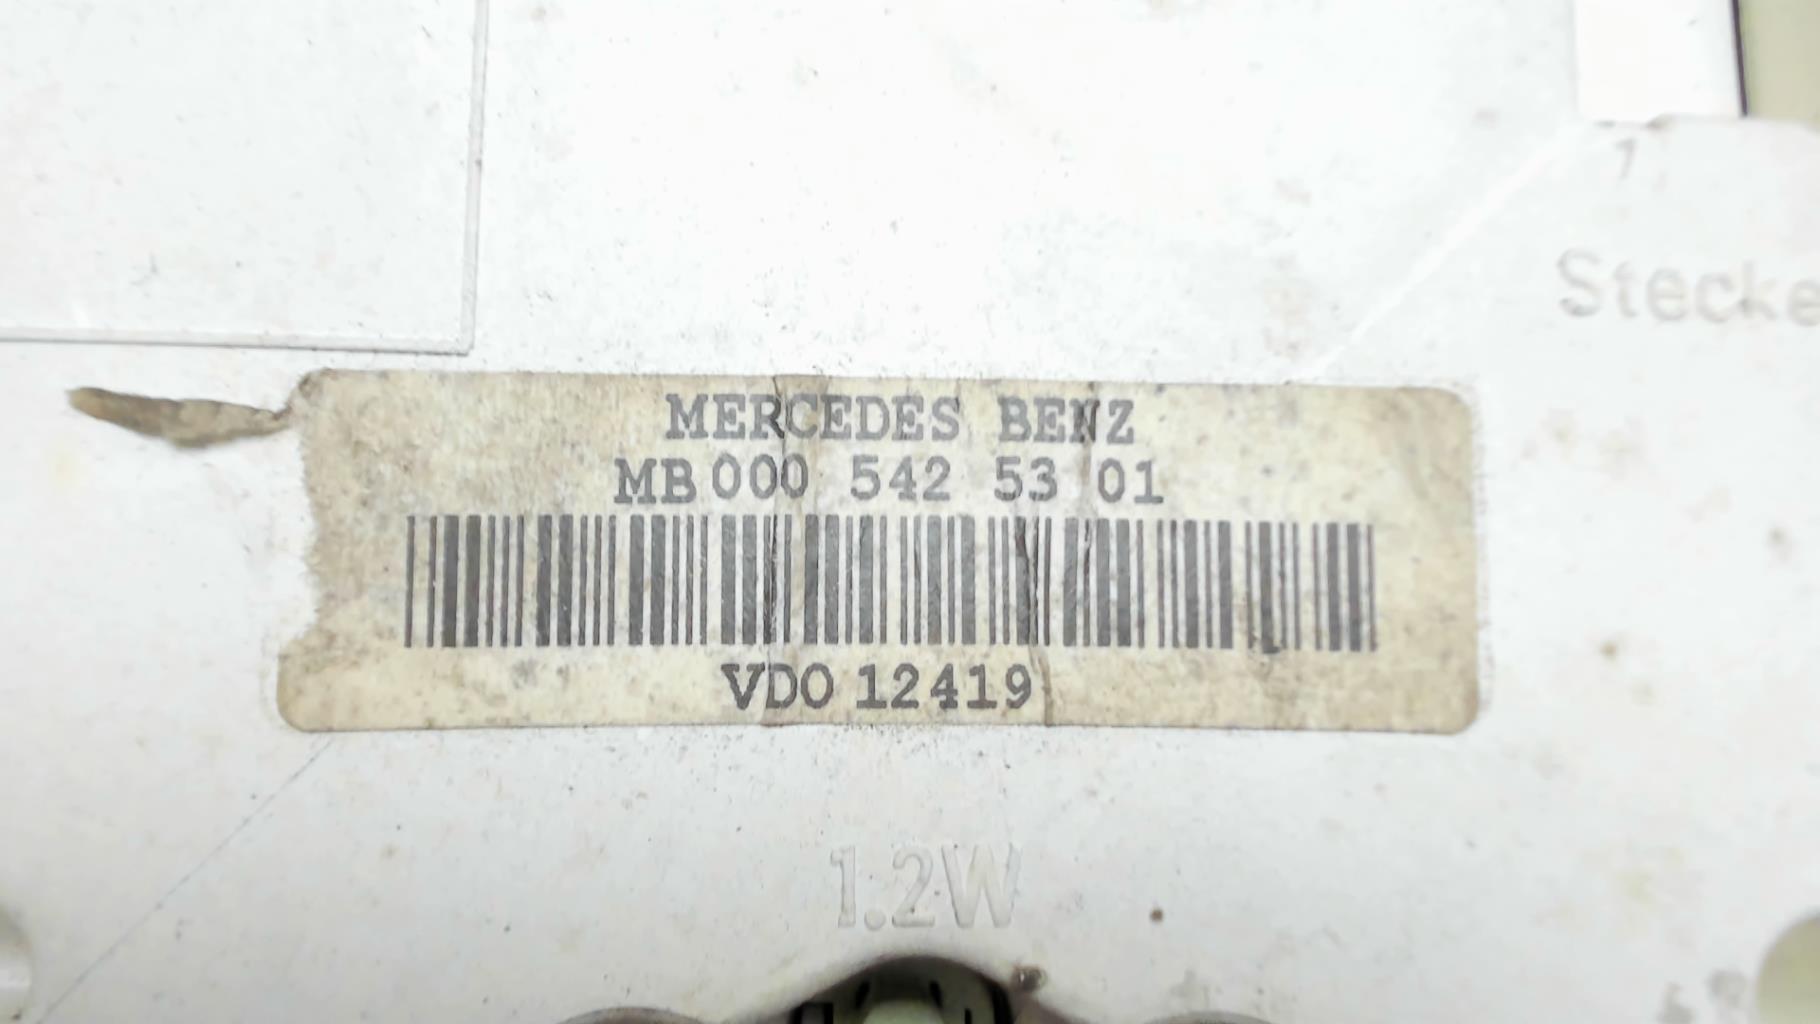 Stecke
MERCEDES BENZ
MB 000 542 53 01
VDO 12419
1.2W